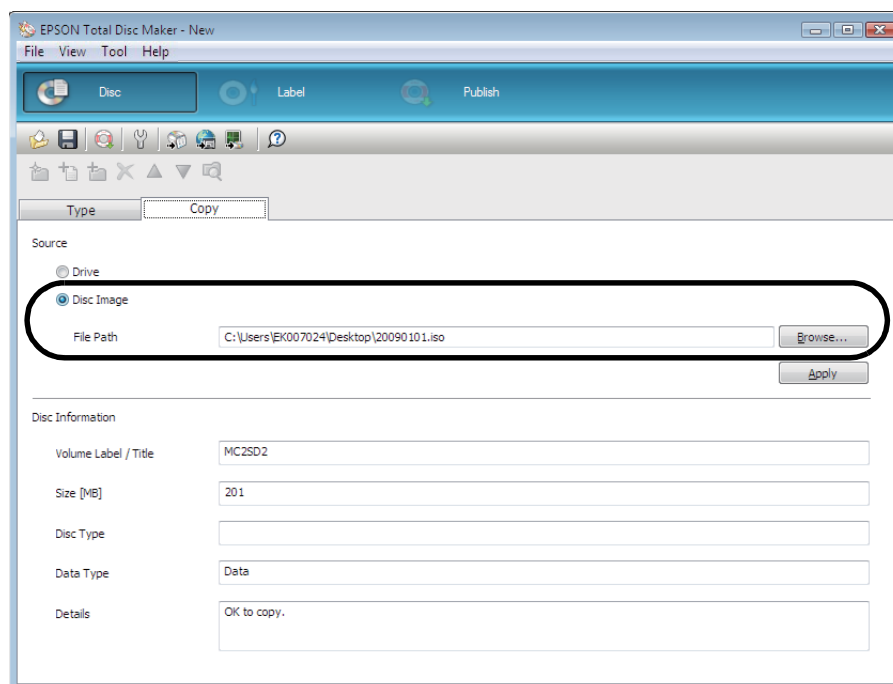 EPSON Total Disc Maker - New
File View Tool Help
Disc Label Publish
Type Copy
Source
Drive
Disc Image
File Path C:\Users\EK007024\Desktop\20090101.iso Browse...
Apply
Disc Information
Volume Label / Title MC2SD2
Size [MB] 201
Disc Type
Data Type Data
Details OK to copy.